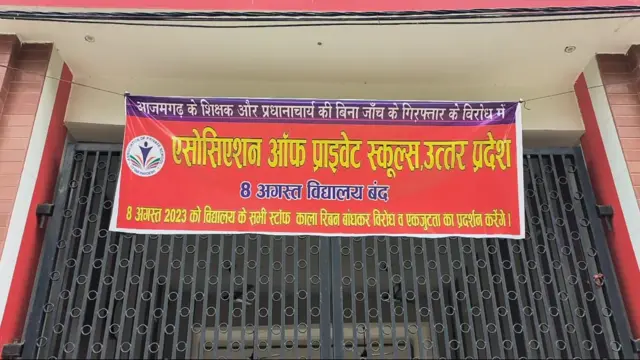 आजमगढ़ के शिक्षक और प्रधानाचार्य की बिना जाँच के गिरफ्तार के विरोध में
एसोसिएशन ऑफ प्राइवेट स्कूल्स,उत्तर प्रदेश
8 अगस्त विद्यालय बंद
8 अगस्त 2023 को विद्यालय के सभी स्टॉफ काला रिबन बांधकर विरोध व एकजुटता का प्रदर्शन करेंगे।